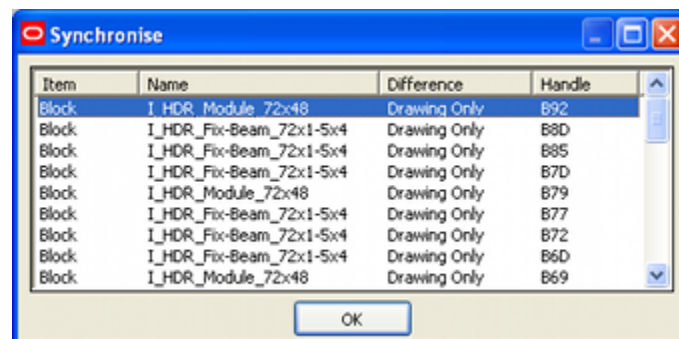 Synchronise
Item Name Difference Handle
Block I_HDR_Module_72x48 Drawing Only B92
Block I_HDR_Fix-Beam_72x1-5x4 Drawing Only B8D
Block I_HDR_Fix-Beam_72x1-5x4 Drawing Only B85
Block I_HDR_Fix-Beam_72x1-5x4 Drawing Only B7D
Block I_HDR_Module_72x48 Drawing Only B79
Block I_HDR_Fix-Beam_72x1-5x4 Drawing Only B77
Block I_HDR_Fix-Beam_72x1-5x4 Drawing Only B72
Block I_HDR_Fix-Beam_72x1-5x4 Drawing Only B6D
Block I_HDR_Module_72x48 Drawing Only B69
OK